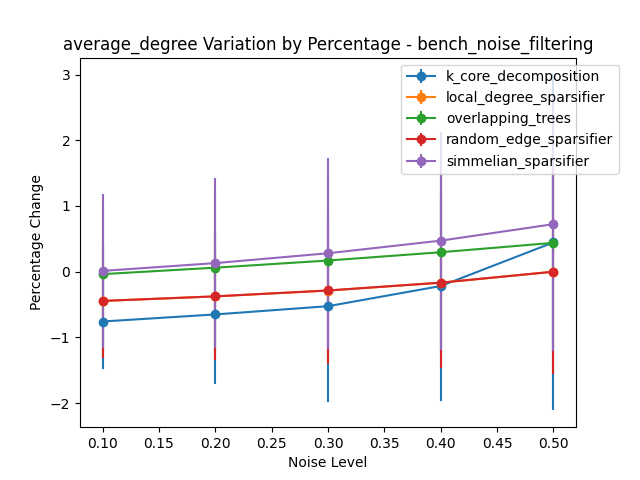 average_degree Variation by Percentage - bench_noise_filtering
k_core_decomposition
local_degree_sparsifier
overlapping_trees
random_edge_sparsifier
simmelian_sparsifier
Percentage Change
3
2
1
0
−1
−2
0.10 0.15 0.20 0.25 0.30 0.35 0.40 0.45 0.50
Noise Level